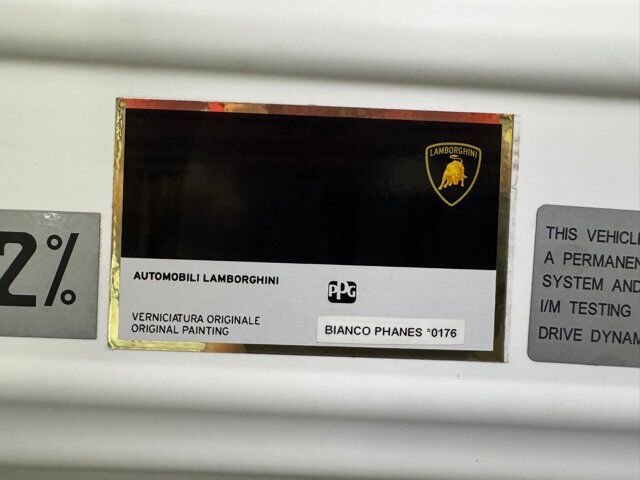 LAMBORGHINI
2%
AUTOMOBILI LAMBORGHINI
PPG
VERNICIATURA ORIGINALE
ORIGINAL PAINTING
BIANCO PHANES *0176
THIS VEHICLE
A PERMANEN
SYSTEM AND
I/M TESTING
DRIVE DYNAM